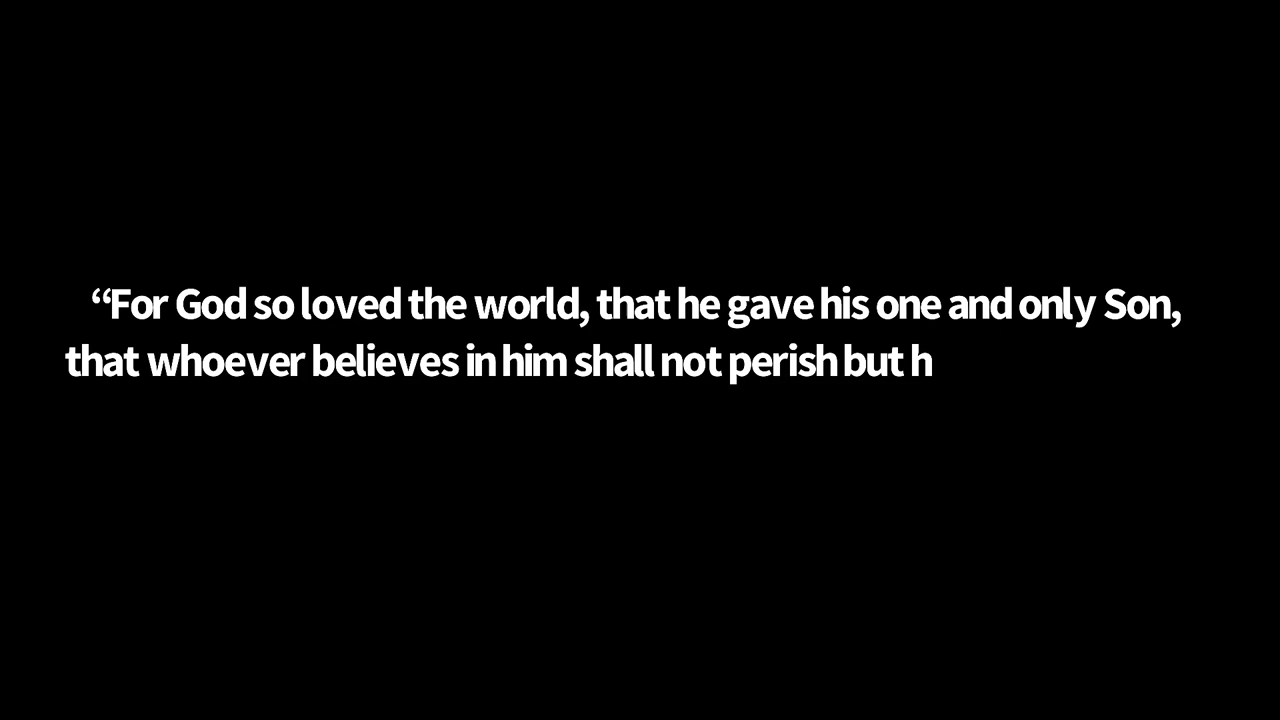 “For God so loved the world, that he gave his one and only Son,
that whoever believes in him shall not perish but h